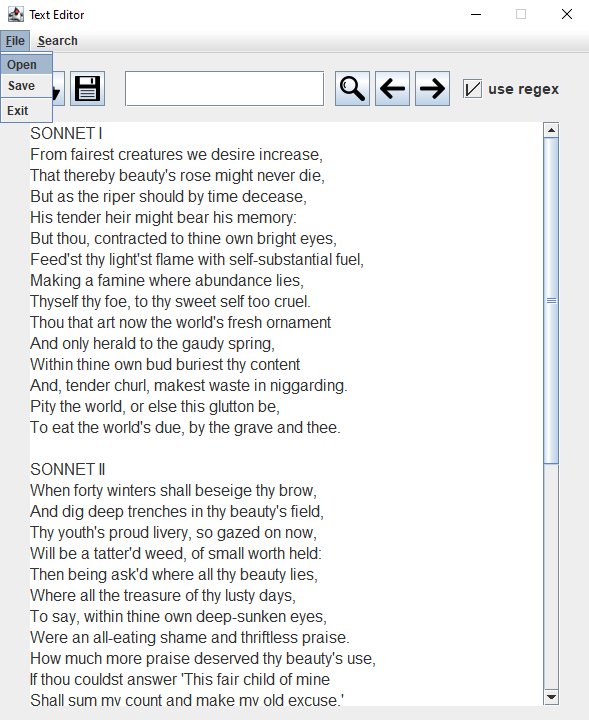 Text Editor
File Search
Open
Save
Exit
use regex
SONNET I
From fairest creatures we desire increase,
That thereby beauty's rose might never die,
But as the riper should by time decease,
His tender heir might bear his memory:
But thou, contracted to thine own bright eyes,
Feed'st thy light'st flame with self-substantial fuel,
Making a famine where abundance lies,
Thyself thy foe, to thy sweet self too cruel.
Thou that art now the world's fresh ornament
And only herald to the gaudy spring,
Within thine own bud buriest thy content
And, tender churl, makest waste in niggarding.
Pity the world, or else this glutton be,
To eat the world's due, by the grave and thee.
SONNET II
When forty winters shall beseige thy brow,
And dig deep trenches in thy beauty's field,
Thy youth's proud livery, so gazed on now,
Will be a tatter'd weed, of small worth held:
Then being ask'd where all thy beauty lies,
Where all the treasure of thy lusty days,
To say, within thine own deep-sunken eyes,
Were an all-eating shame and thriftless praise.
How much more praise deserved thy beauty's use,
If thou couldst answer 'This fair child of mine
Shall sum my count and make my old excuse,'